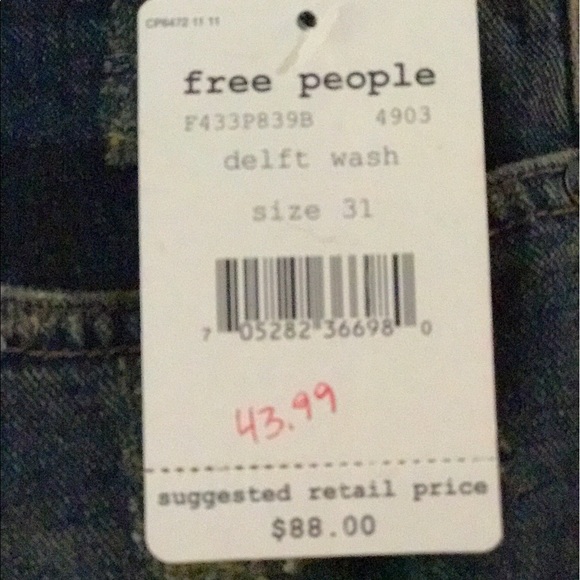 CP6472 11 11
free people
F433P839B 4903
delft wash
size 31
7 05282 36698 0
43.99
suggested retail price
$88.00